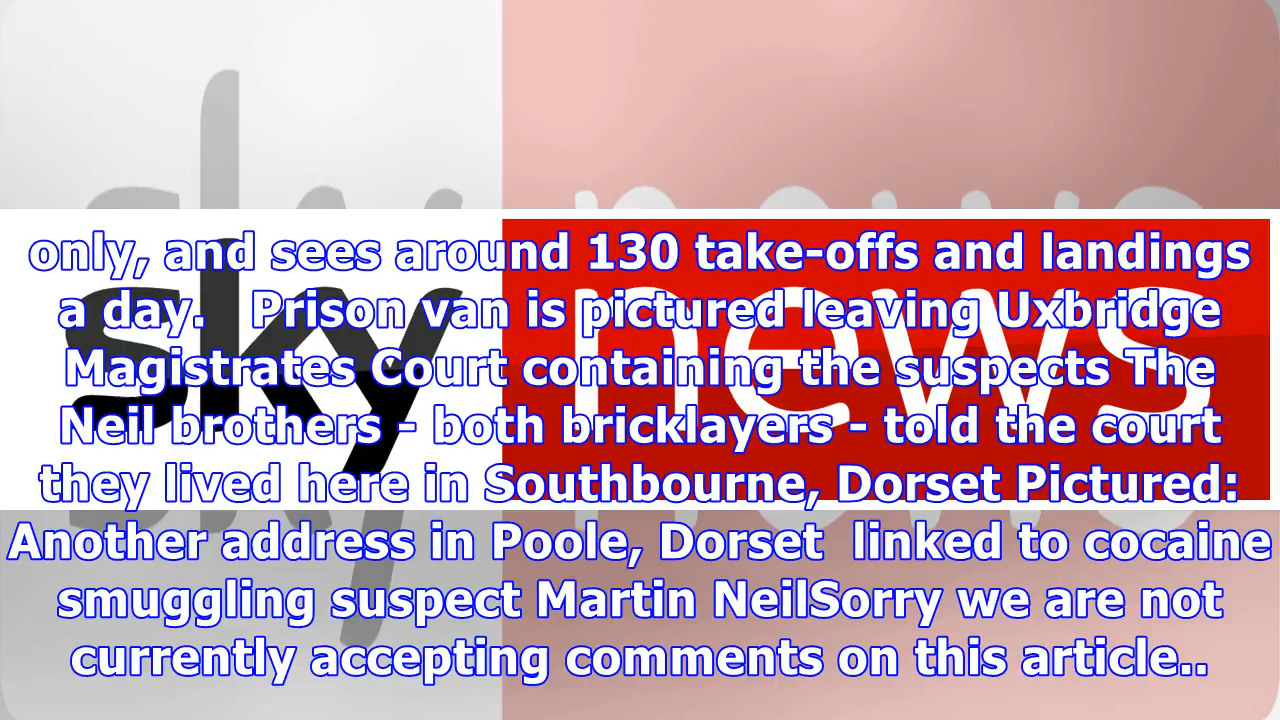 only, and sees around 130 take-offs and landings
a day.   Prison van is pictured leaving Uxbridge
Magistrates Court containing the suspects The
Neil brothers - both bricklayers - told the court
they lived here in Southbourne, Dorset Pictured:
Another address in Poole, Dorset  linked to cocaine
smuggling suspect Martin NeilSorry we are not
currently accepting comments on this article..
sky news